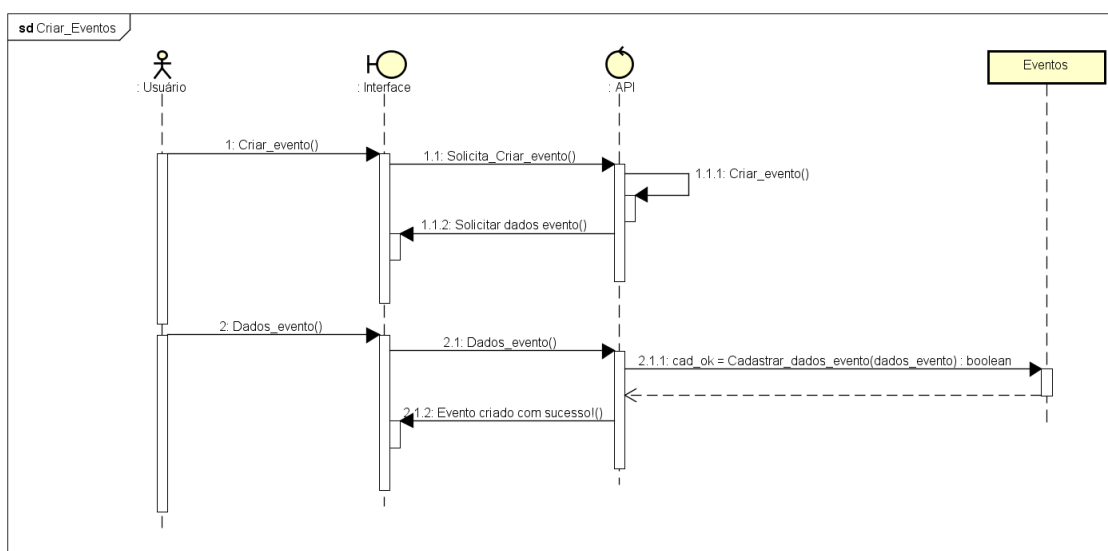 sd Criar_Eventos
: Usuário
: Interface
: API
Eventos
1: Criar_evento()
1.1: Solicita_Criar_evento()
1.1.1: Criar_evento()
1.1.2: Solicitar dados evento()
2: Dados_evento()
2.1: Dados_evento()
2.1.1: cad_ok = Cadastrar_dados_evento(dados_evento) : boolean
2.1.2: Evento criado com sucesso!()